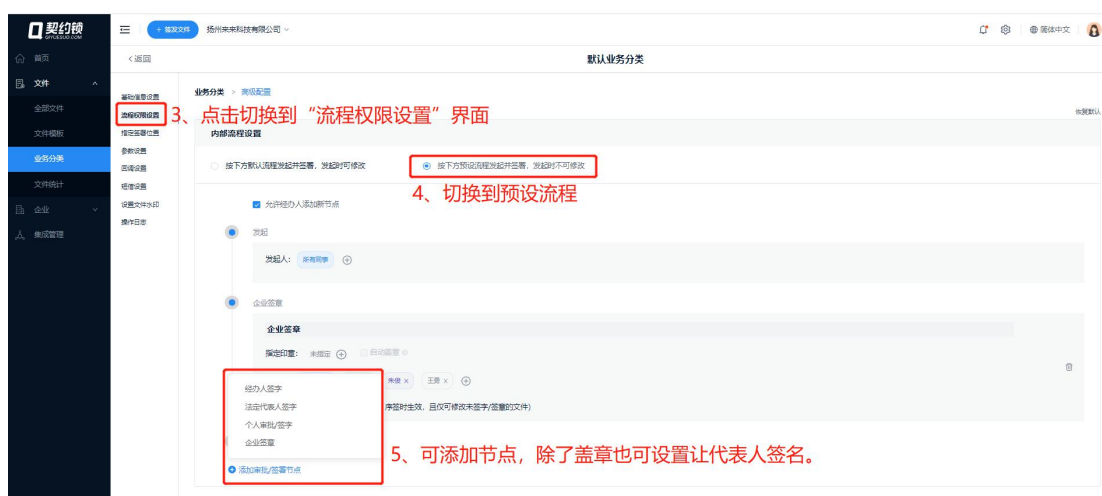 契约锁
QIYUESUO.COM
+ 签发文件
扬州来来科技有限公司
简体中文
首页
文件
全部文件
文件模板
业务分类
文件统计
企业
集成管理
<返回
默认业务分类
基础信息设置
流程权限设置
指定签署位置
参数设置
回调设置
短信设置
设置文件水印
操作日志
业务分类 > 高级配置
恢复默认
3、点击切换到“流程权限设置”界面
内部流程设置
按下方默认流程发起并签署，发起时可修改
按下方预设流程发起并签署，发起时不可修改
4、切换到预设流程
允许经办人添加新节点
发起
发起人： 所有同事
企业签章
企业签章
指定印章： 未指定 自动签章
朱俊 × 王勇 ×
序签时生效，且仅可修改未签字/签章的文件)
经办人签字
法定代表人签字
个人审批/签字
企业签章
添加审批/签署节点
5、可添加节点，除了盖章也可设置让代表人签名。